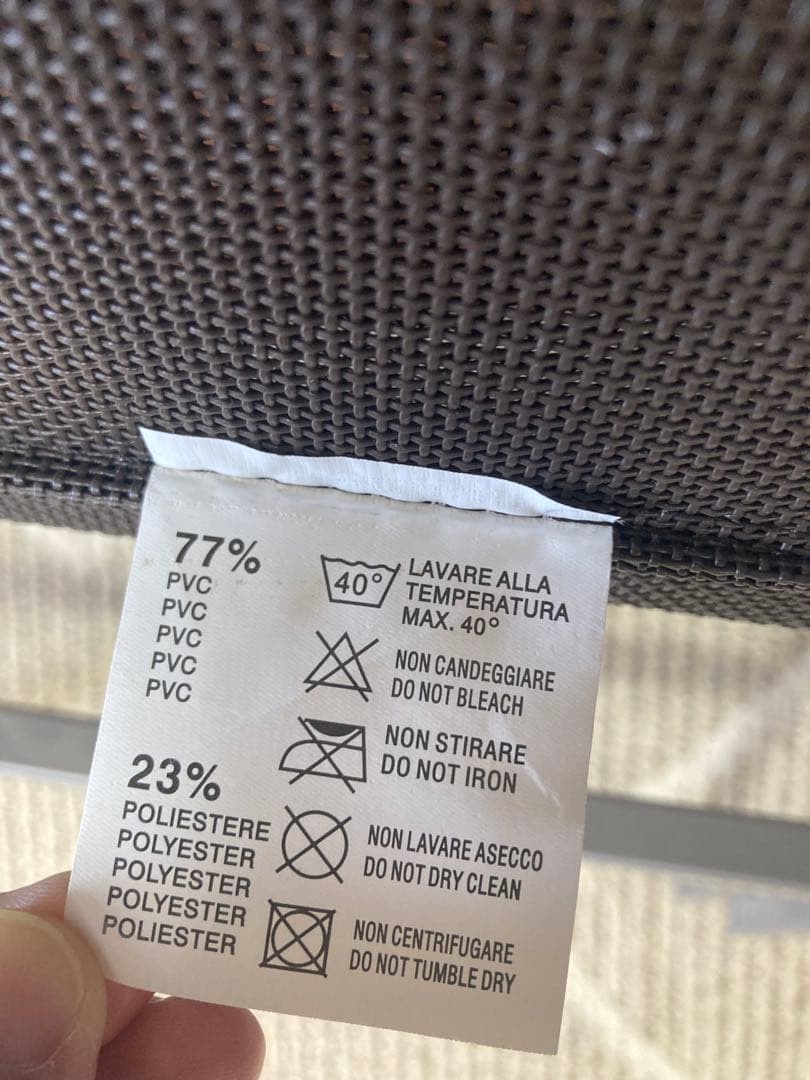 77%
PVC
PVC
PVC
PVC
PVC
23%
POLIESTERE
POLYESTER
POLYESTER
POLYESTER
POLIESTER
40°
LAVARE ALLA
TEMPERATURA
MAX. 40°
NON CANDEGGIARE
DO NOT BLEACH
NON STIRARE
DO NOT IRON
NON LAVARE ASECCO
DO NOT DRY CLEAN
NON CENTRIFUGARE
DO NOT TUMBLE DRY